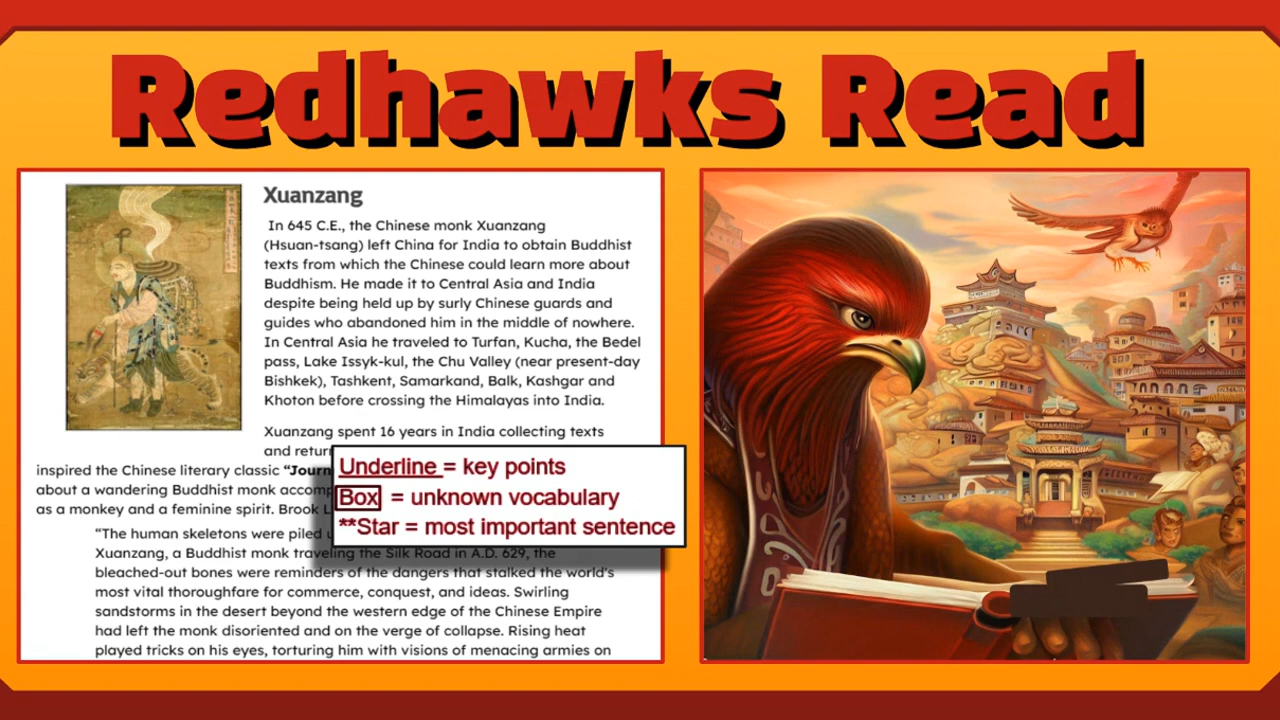 Redhawks Read
Xuanzang
In 645 C.E., the Chinese monk Xuanzang
(Hsuan-tsang) left China for India to obtain Buddhist
texts from which the Chinese could learn more about
Buddhism. He made it to Central Asia and India
despite being held up by surly Chinese guards and
guides who abandoned him in the middle of nowhere.
In Central Asia he traveled to Turfan, Kucha, the Bedel
pass, Lake Issyk-kul, the Chu Valley (near present-day
Bishkek), Tashkent, Samarkand, Balk, Kashgar and
Khoton before crossing the Himalayas into India.
Xuanzang spent 16 years in India collecting texts
and return
inspired the Chinese literary classic “Journ
about a wandering Buddhist monk accomp
as a monkey and a feminine spirit. Brook L
“The human skeletons were piled u
Xuanzang, a Buddhist monk traveling the Silk Road in A.D. 629, the
bleached-out bones were reminders of the dangers that stalked the world's
most vital thoroughfare for commerce, conquest, and ideas. Swirling
sandstorms in the desert beyond the western edge of the Chinese Empire
had left the monk disoriented and on the verge of collapse. Rising heat
played tricks on his eyes, torturing him with visions of menacing armies on
Underline = key points
Box = unknown vocabulary
**Star = most important sentence